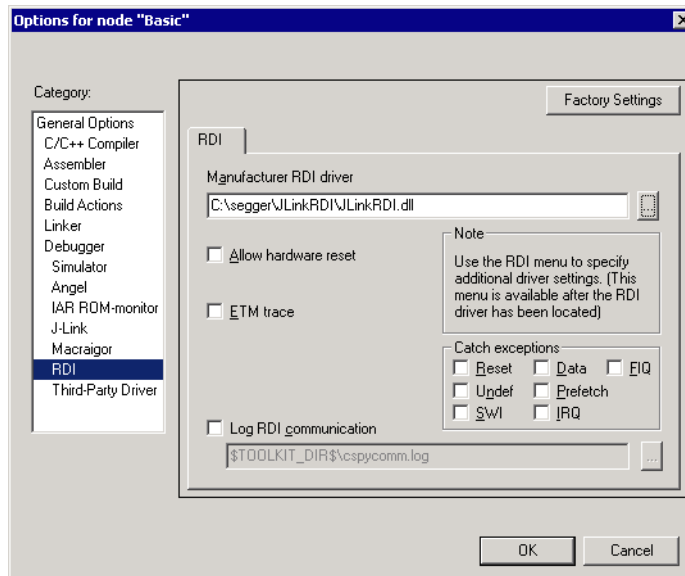 Options for node "Basic"
Category:
General Options
C/C++ Compiler
Assembler
Custom Build
Build Actions
Linker
Debugger
Simulator
Angel
IAR ROM-monitor
J-Link
Macraigor
RDI
Third-Party Driver
Factory Settings
RDI
Manufacturer RDI driver
C:\segger\JLinkRDI\JLinkRDI.dll
...
Allow hardware reset
ETM trace
Note
Use the RDI menu to specify
additional driver settings. (This
menu is available after the RDI
driver has been located)
Catch exceptions
Reset Data FIQ
Undef Prefetch
SWI IRQ
Log RDI communication
$TOOLKIT_DIR$\cspycomm.log
...
OK Cancel